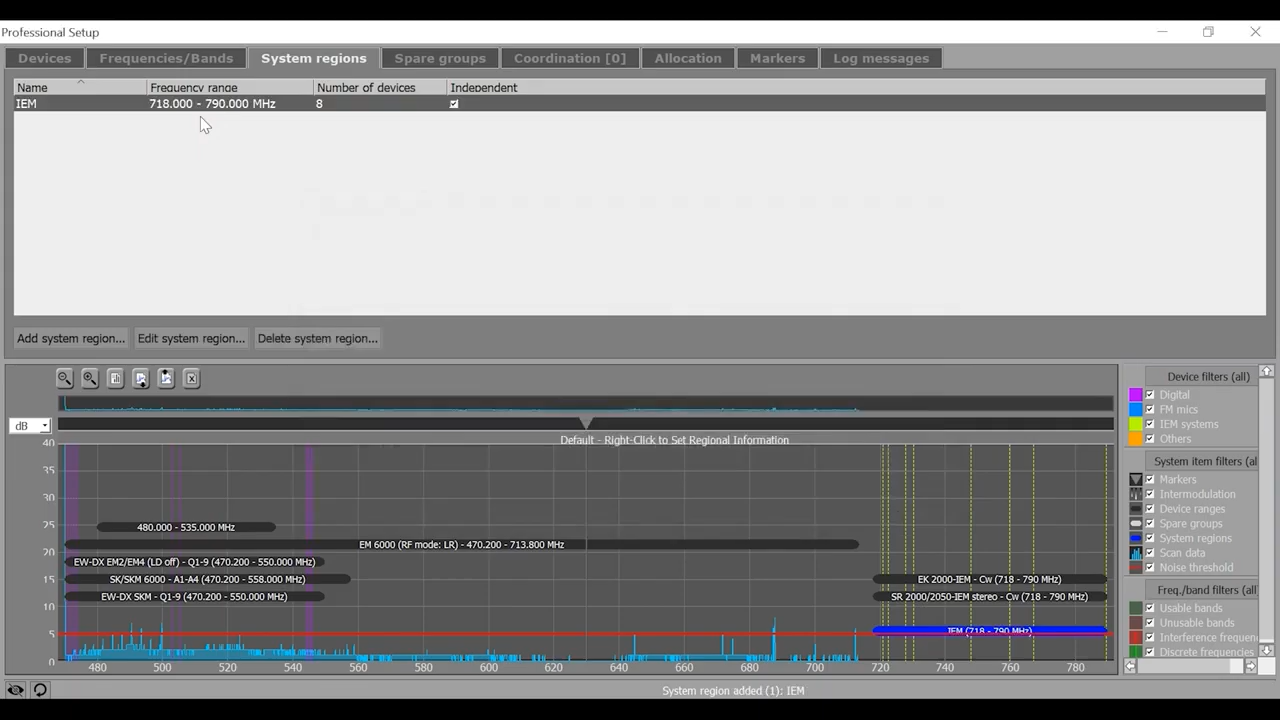 Professional Setup
Devices Frequencies/Bands System regions Spare groups Coordination [0] Allocation Markers Log messages
Name Frequency range Number of devices Independent
IEM 718.000 - 790.000 MHz 8
Add system region... Edit system region... Delete system region...
dB
Default - Right-Click to Set Regional Information
40
35
30
25
20
15
10
5
0
480.000 - 535.000 MHz
EM 6000 (RF mode: LR) - 470.200 - 713.800 MHz
EW-DX EM2/EM4 (LD off) - Q1-9 (470.200 - 550.000 MHz)
SK/SKM 6000 - A1-A4 (470.200 - 558.000 MHz)
EK 2000-IEM - Cw (718 - 790 MHz)
EW-DX SKM - Q1-9 (470.200 - 550.000 MHz)
SR 2000/2050-IEM stereo - Cw (718 - 790 MHz)
IEM (718 - 790 MHz)
480 500 520 540 560 580 600 620 640 660 680 700 720 740 760 780
Device filters (all)
Digital
FM mics
IEM systems
Others
System item filters (al
Markers
Intermodulation
Device ranges
Spare groups
System regions
Scan data
Noise threshold
Freq./band filters (all
Usable bands
Unusable bands
Interference frequen
Discrete frequencies
System region added (1): IEM